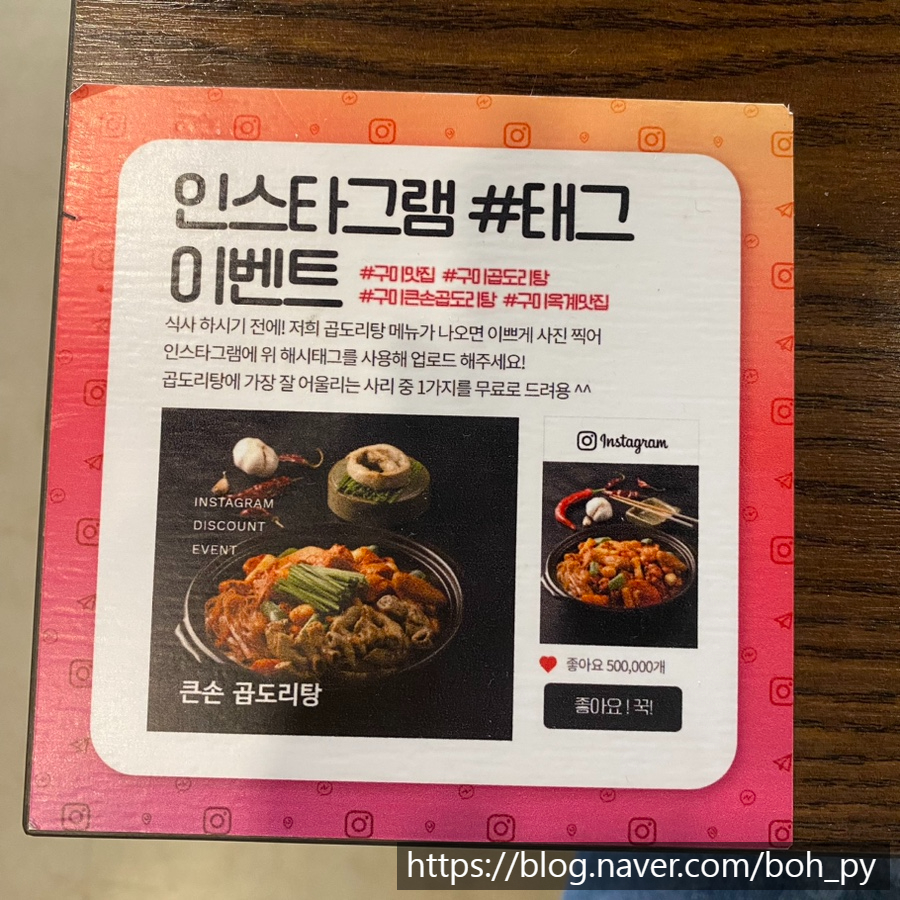 인스타그램 #태그
이벤트
#구미맛집 #구미곱도리탕
#구미큰손곱도리탕 #구미옥계맛집
식사 하시기 전에! 저희 곱도리탕 메뉴가 나오면 이쁘게 사진 찍어
인스타그램에 위 해시태그를 사용해 업로드 해주세요!
곱도리탕에 가장 잘 어울리는 사리 중 1가지를 무료로 드려용 ^^
INSTAGRAM
DISCOUNT
EVENT
큰손 곱도리탕
Instagram
좋아요 500,000개
좋아요! 꾹!
https://blog.naver.com/boh_py